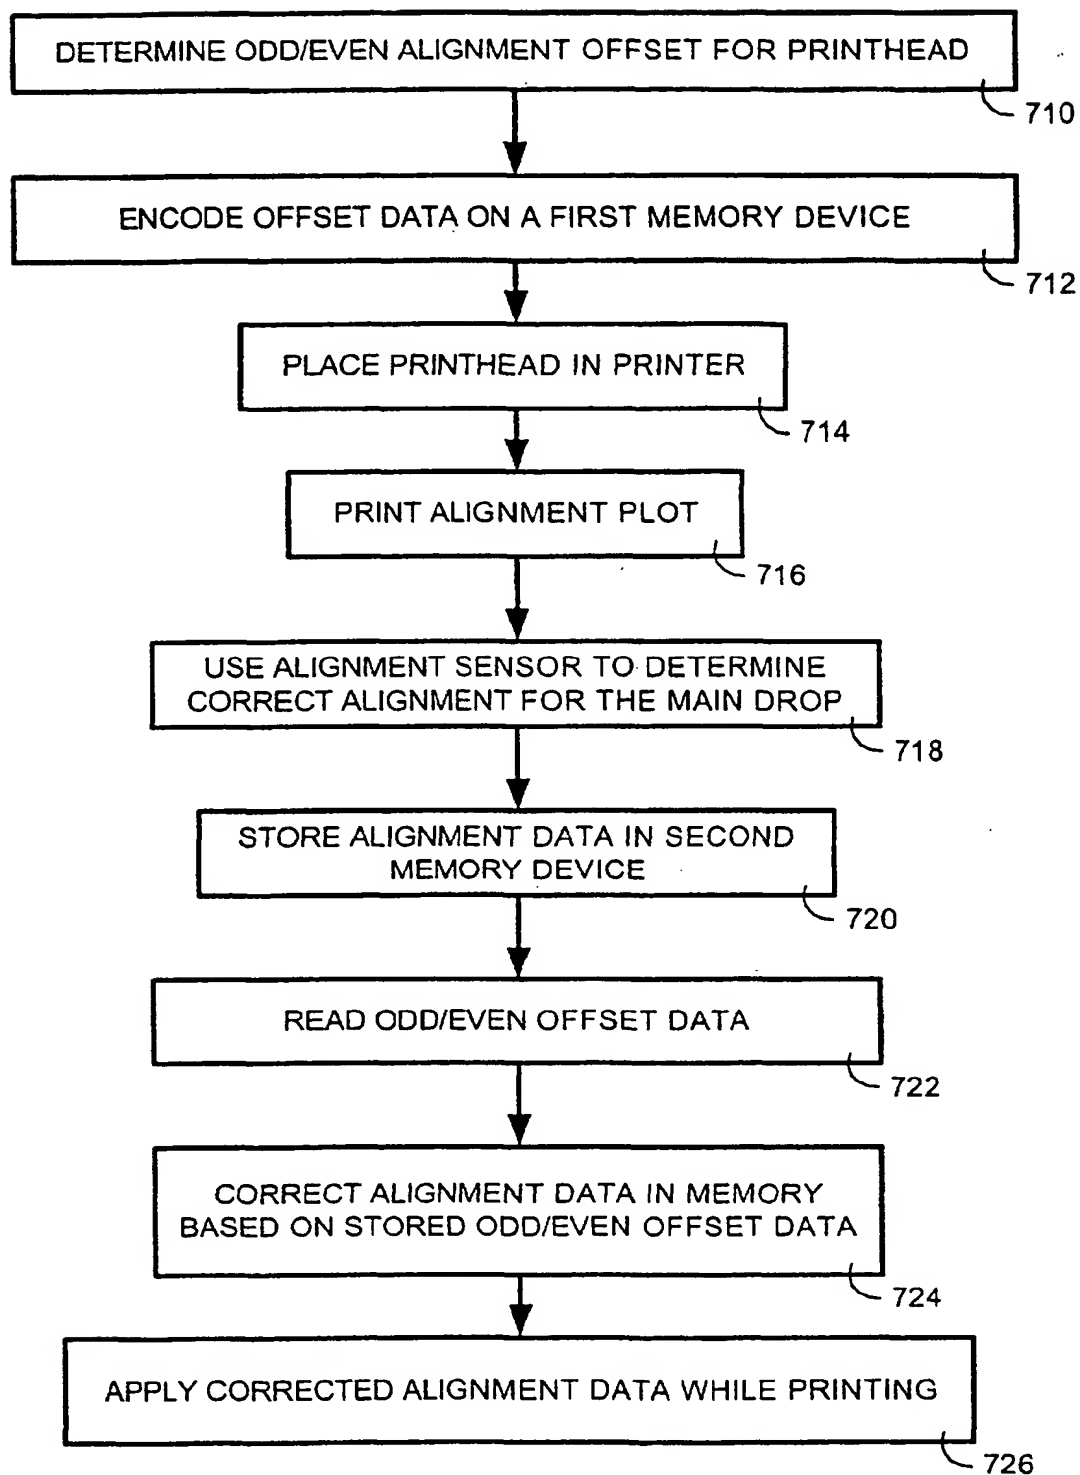 DETERMINE ODD/EVEN ALIGNMENT OFFSET FOR PRINTHEAD
710
ENCODE OFFSET DATA ON A FIRST MEMORY DEVICE
712
PLACE PRINTHEAD IN PRINTER
714
PRINT ALIGNMENT PLOT
716
USE ALIGNMENT SENSOR TO DETERMINE
CORRECT ALIGNMENT FOR THE MAIN DROP
718
STORE ALIGNMENT DATA IN SECOND
MEMORY DEVICE
720
READ ODD/EVEN OFFSET DATA
722
CORRECT ALIGNMENT DATA IN MEMORY
BASED ON STORED ODD/EVEN OFFSET DATA
724
APPLY CORRECTED ALIGNMENT DATA WHILE PRINTING
726